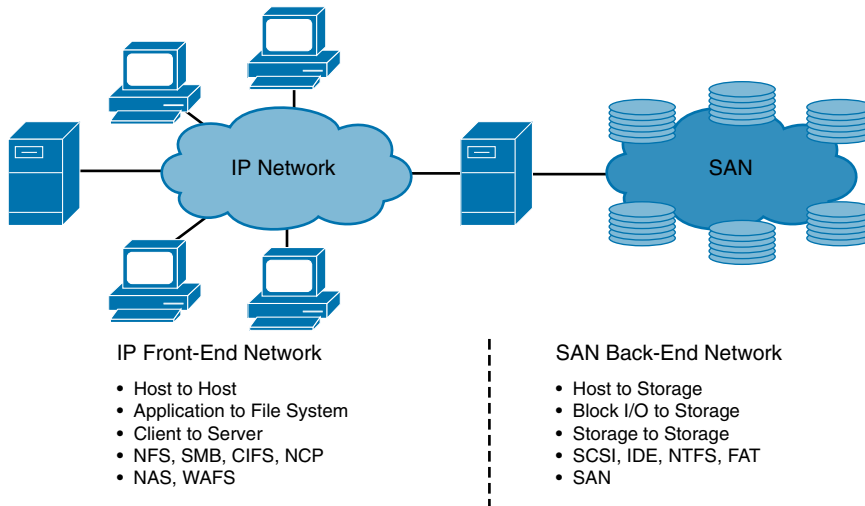 IP Network
SAN
IP Front-End Network
• Host to Host
• Application to File System
• Client to Server
• NFS, SMB, CIFS, NCP
• NAS, WAFS
SAN Back-End Network
• Host to Storage
• Block I/O to Storage
• Storage to Storage
• SCSI, IDE, NTFS, FAT
• SAN